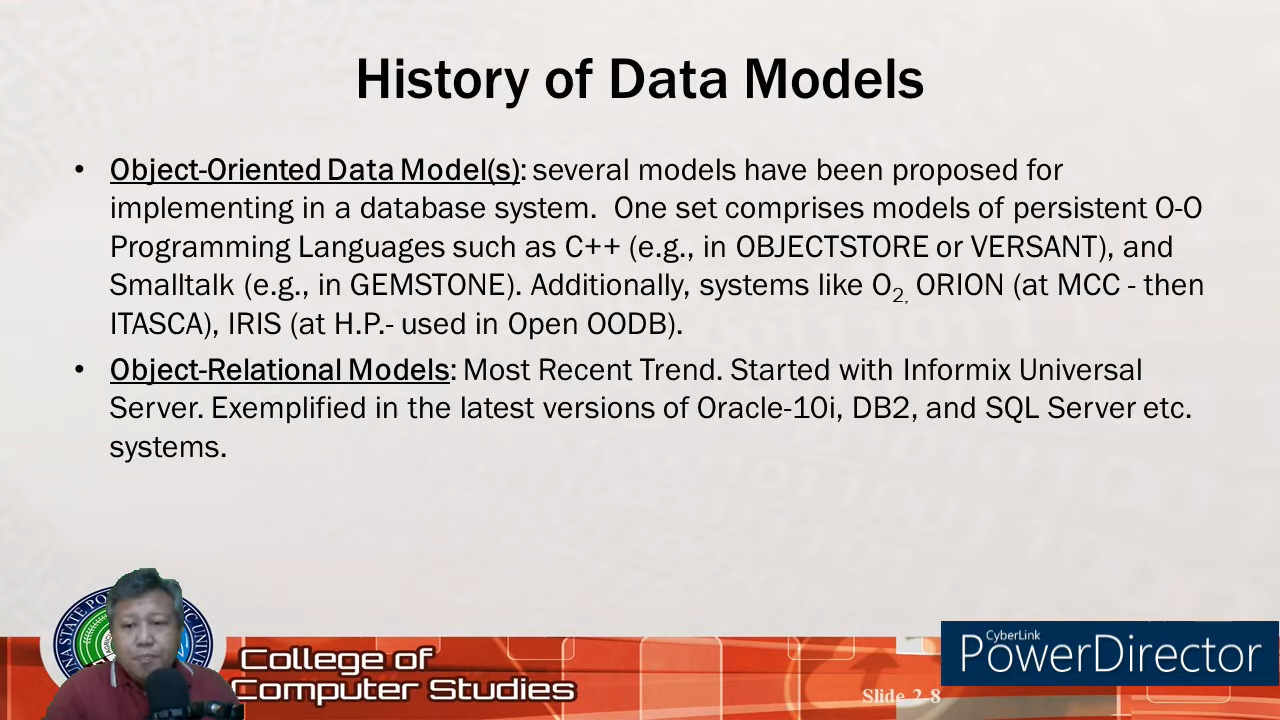 History of Data Models
• Object-Oriented Data Model(s): several models have been proposed for
implementing in a database system. One set comprises models of persistent O-O
Programming Languages such as C++ (e.g., in OBJECTSTORE or VERSANT), and
Smalltalk (e.g., in GEMSTONE). Additionally, systems like O2, ORION (at MCC - then
ITASCA), IRIS (at H.P.- used in Open OODB).
• Object-Relational Models: Most Recent Trend. Started with Informix Universal
Server. Exemplified in the latest versions of Oracle-10i, DB2, and SQL Server etc.
systems.
College of
Computer Studies
Slide 2-8
CyberLink
PowerDirector